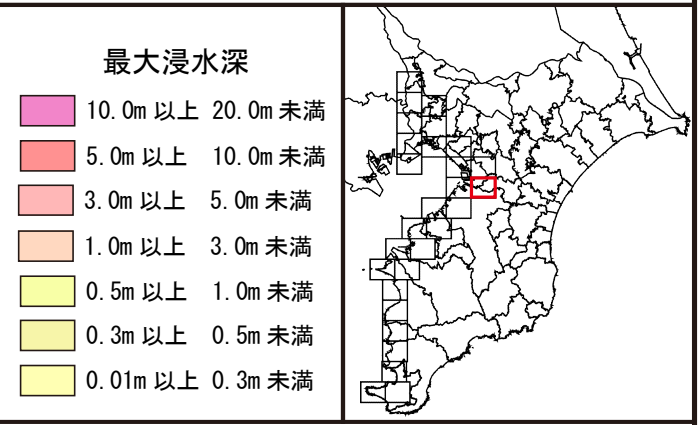 最大浸水深
10.0m 以上 20.0m 未満
5.0m 以上 10.0m 未満
3.0m 以上 5.0m 未満
1.0m 以上 3.0m 未満
0.5m 以上 1.0m 未満
0.3m 以上 0.5m 未満
0.01m 以上 0.3m 未満